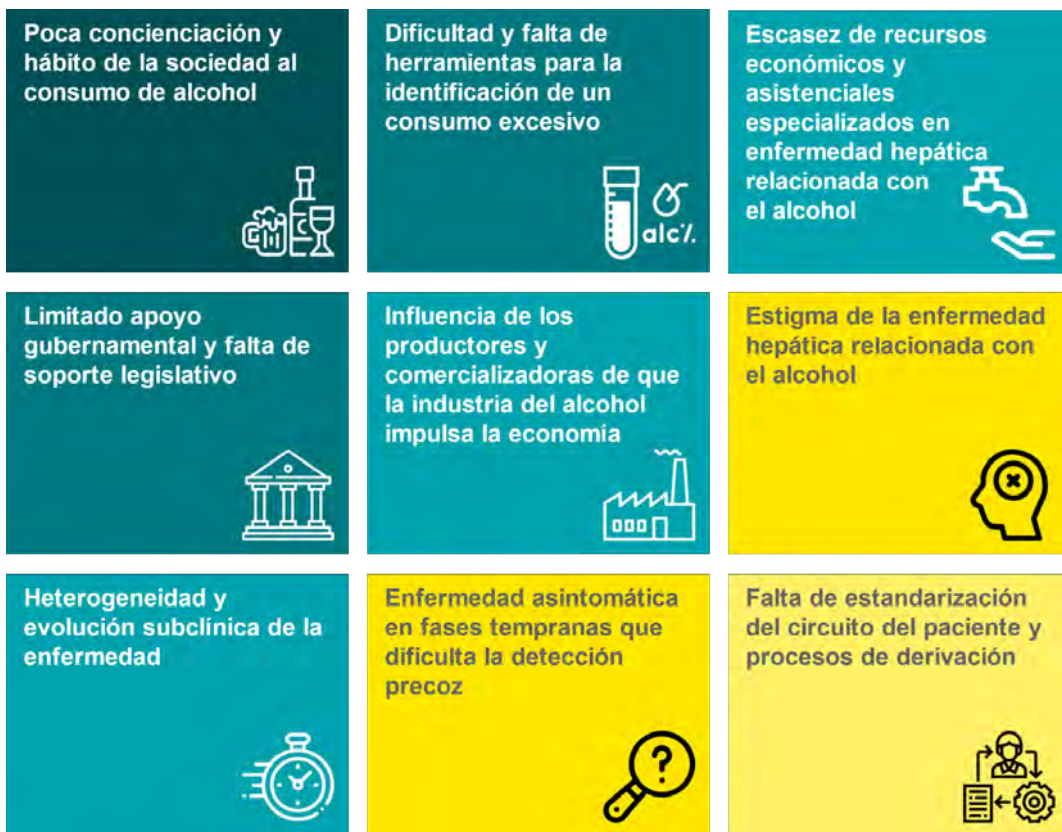 Poca concienciación y
hábito de la sociedad al
consumo de alcohol
Dificultad y falta de
herramientas para la
identificación de un
consumo excesivo
alc%
Escasez de recursos
económicos y
asistenciales
especializados en
enfermedad hepática
relacionada con
el alcohol
Limitado apoyo
gubernamental y falta de
soporte legislativo
Influencia de los
productores y
comercializadoras de que
la industria del alcohol
impulsa la economía
Estigma de la enfermedad
hepática relacionada con
el alcohol
Heterogeneidad y
evolución subclínica de la
enfermedad
Enfermedad asintomática
en fases tempranas que
dificulta la detección
precoz
?
Falta de estandarización
del circuito del paciente y
procesos de derivación